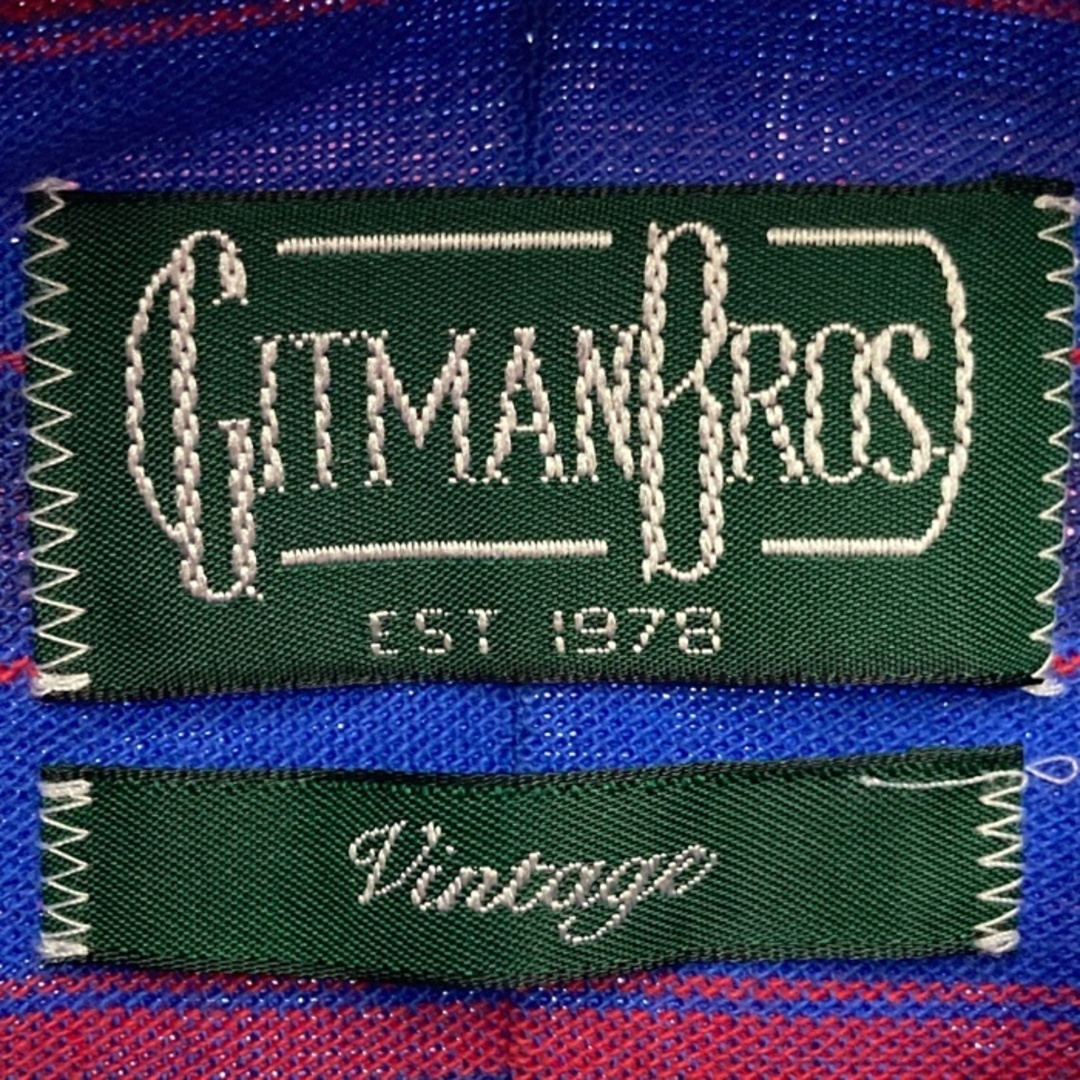 GITMAN BROS.
EST 1978
Vintage